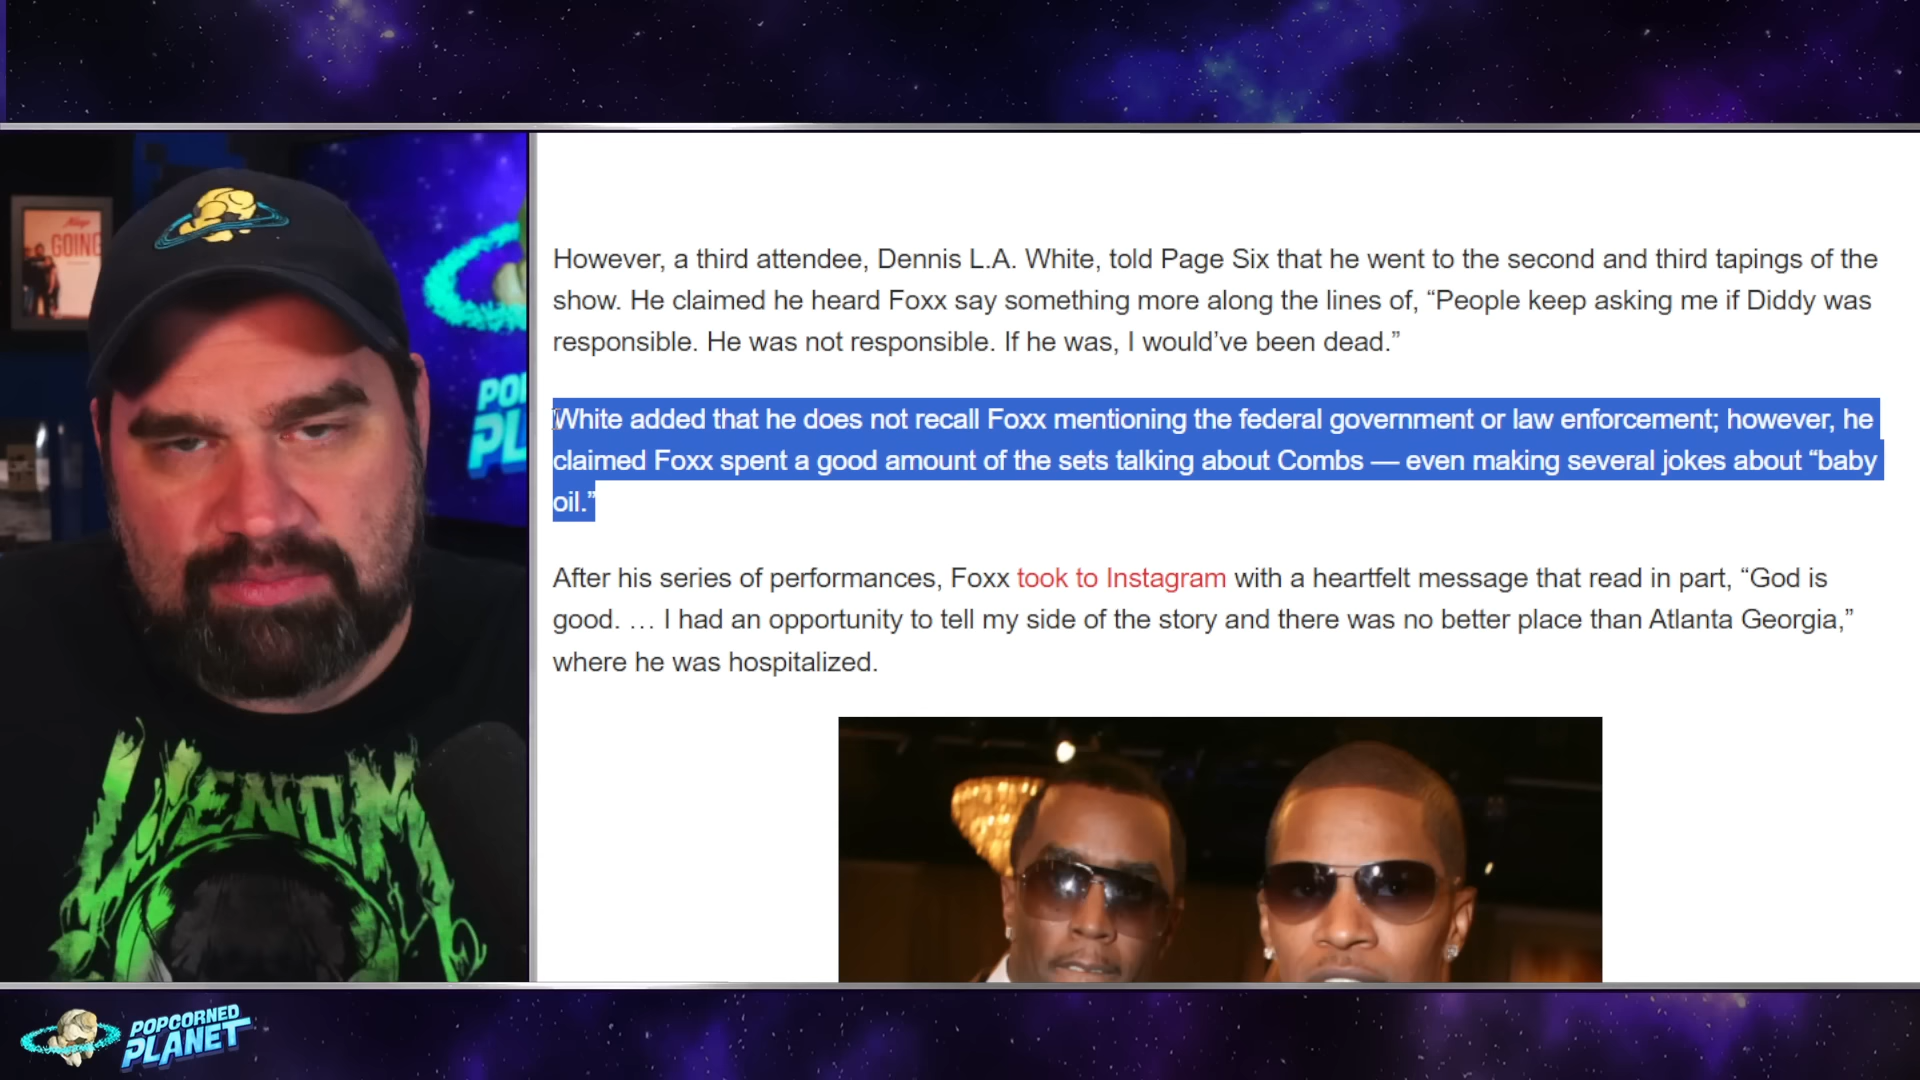 However, a third attendee, Dennis L.A. White, told Page Six that he went to the second and third tapings of the
show. He claimed he heard Foxx say something more along the lines of, “People keep asking me if Diddy was
responsible. He was not responsible. If he was, I would’ve been dead.”
White added that he does not recall Foxx mentioning the federal government or law enforcement; however, he
claimed Foxx spent a good amount of the sets talking about Combs — even making several jokes about “baby
oil.”
After his series of performances, Foxx took to Instagram with a heartfelt message that read in part, “God is
good. … I had an opportunity to tell my side of the story and there was no better place than Atlanta Georgia,”
where he was hospitalized.
GOING
POP
PL
VENOM
POPCORNED
PLANET